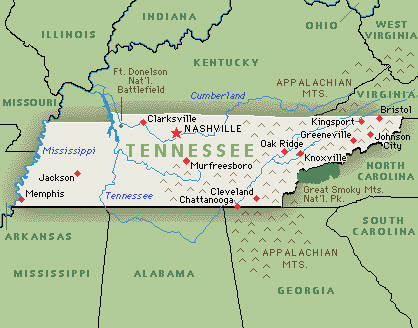 INDIANA
OHIO
WEST
VIRGINIA
ILLINOIS
KENTUCKY
Ft. Donelson
Nat'l.
Battlefield
APPALACHIAN
MTS.
MISSOURI
Cumberland
VIRGINIA
Clarksville
Kingsport
Bristol
NASHVILLE
Mississippi
TENNESSEE
Oak Ridge
Greeneville
Johnson
City
Murfreesboro
Knoxville
Jackson
NORTH
CAROLINA
Memphis
Tennessee
Cleveland
Chattanooga
Great Smoky Mts.
Nat'l. Pk.
SOUTH
CAROLINA
ARKANSAS
APPALACHIAN
MTS.
MISSISSIPPI
ALABAMA
GEORGIA